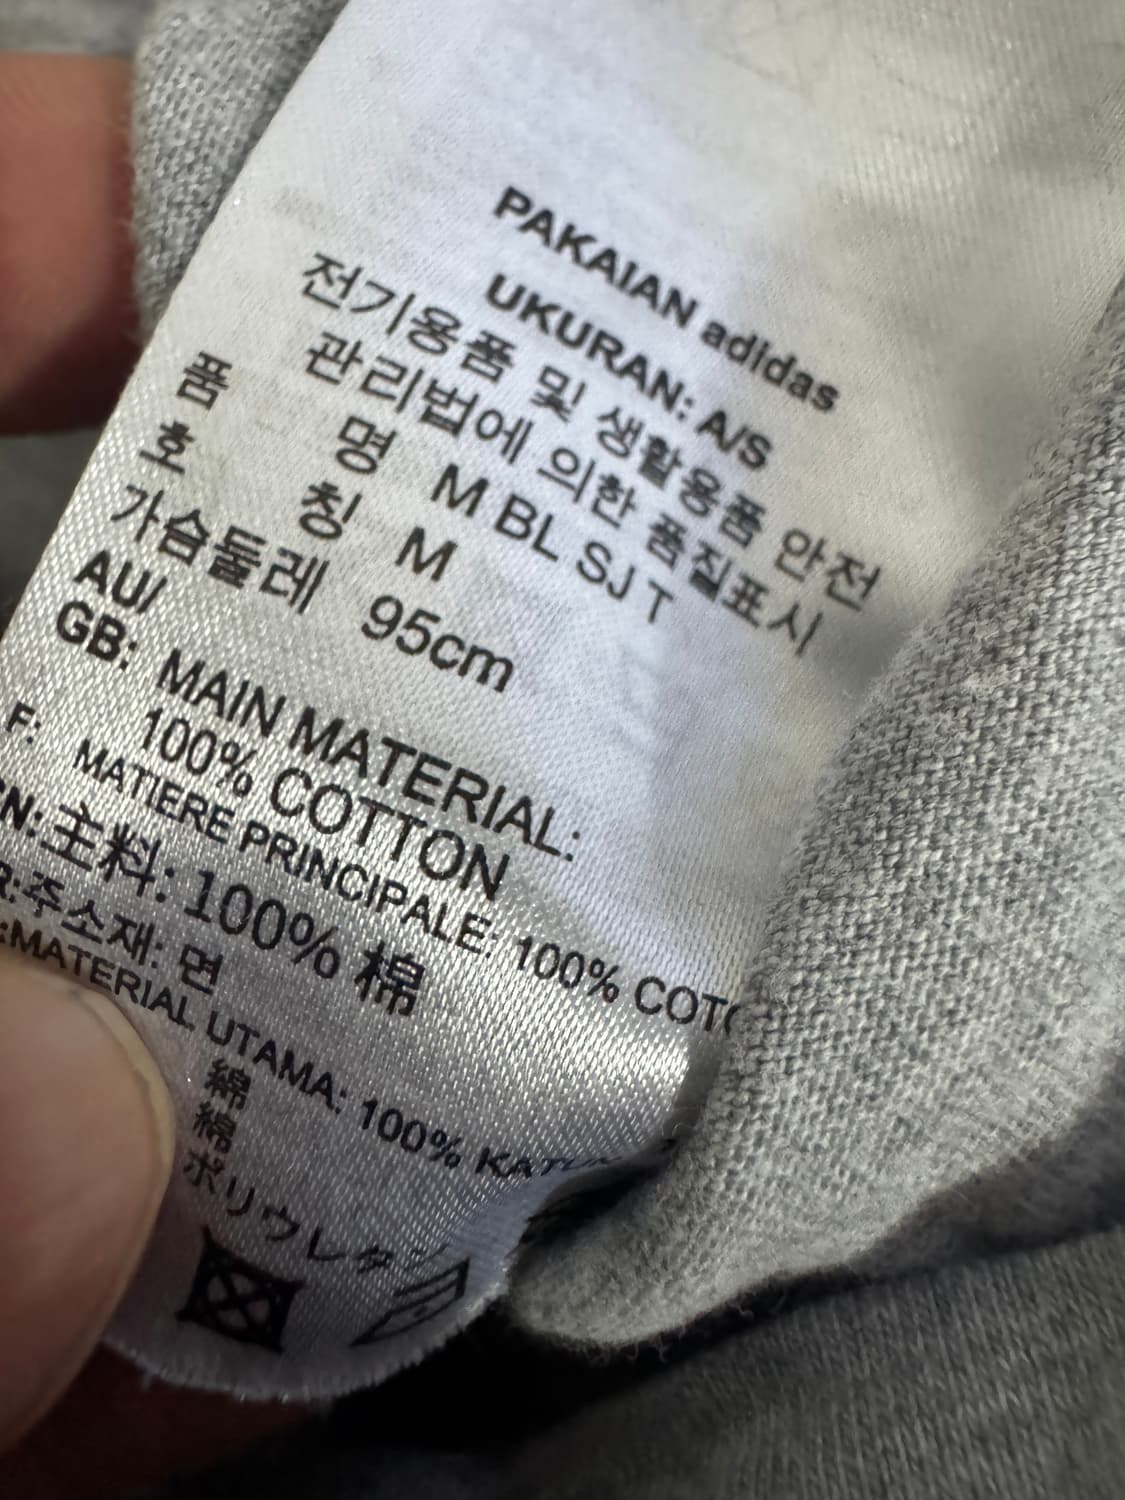 PAKAIAN adidas
UKURAN: A/S
전기용품 및 생활용품 안전
관리법에 의한 품질표시
품 명 M BL SJ T
호 칭 M
가슴둘레 95cm
AU/
GB: MAIN MATERIAL:
100% COTTON
F: MATIERE PRINCIPALE: 100% COTO
N: 主料: 100% 棉
R: 주소재: 면
:MATERIAL UTAMA: 100% KATUN
綿
綿
ポリウレタン